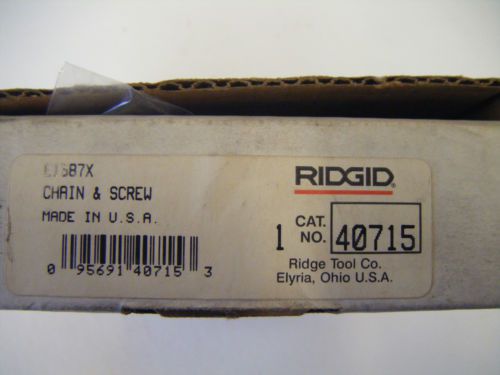 CHAIN & SCREW
MADE IN U.S.A.
0 95691 40715 3
RIDGID
1 CAT. NO. 40715
Ridge Tool Co.
Elyria, Ohio U.S.A.